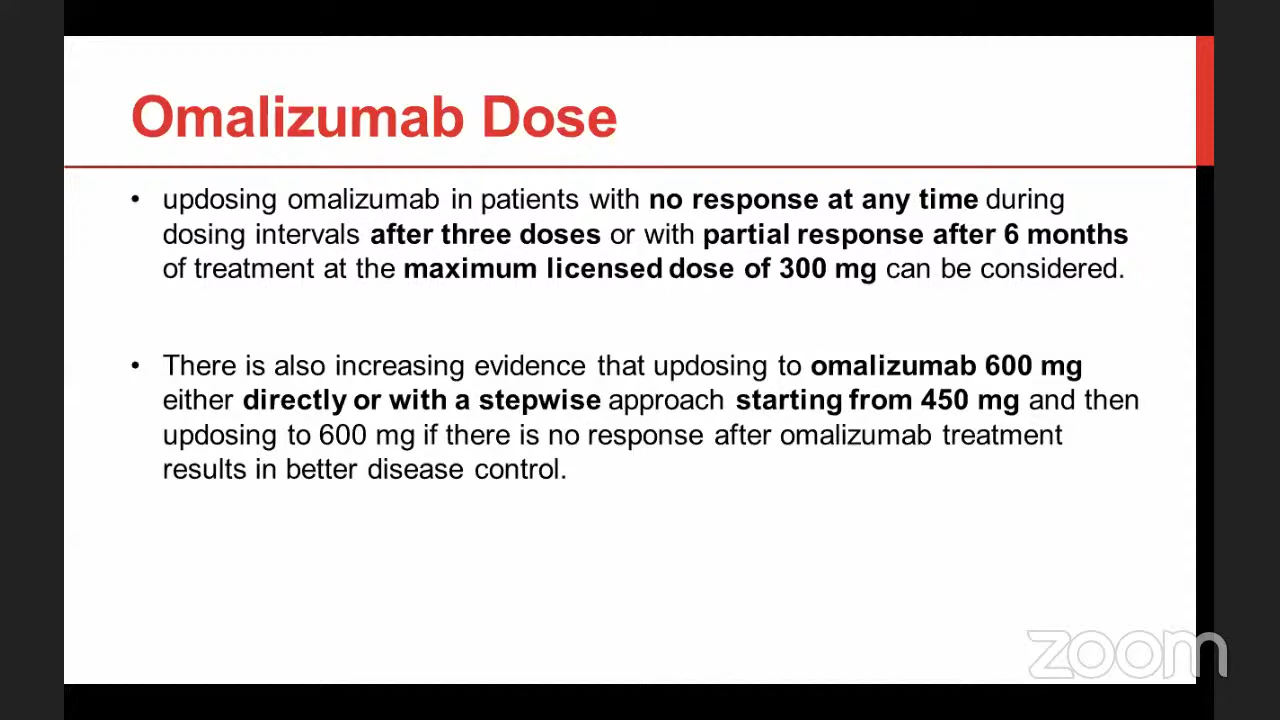 Omalizumab Dose
• updosing omalizumab in patients with no response at any time during
dosing intervals after three doses or with partial response after 6 months
of treatment at the maximum licensed dose of 300 mg can be considered.
• There is also increasing evidence that updosing to omalizumab 600 mg
either directly or with a stepwise approach starting from 450 mg and then
updosing to 600 mg if there is no response after omalizumab treatment
results in better disease control.
zoom